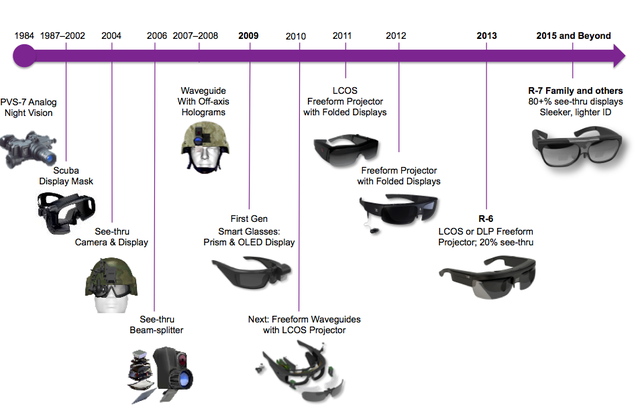 1984
1987–2002
2004
2006
2007–2008
2009
2010
2011
2012
2013
2015 and Beyond
PVS-7 Analog
Night Vision
Scuba
Display Mask
See-thru
Camera & Display
See-thru
Beam-splitter
Waveguide
With Off-axis
Holograms
First Gen
Smart Glasses:
Prism & OLED Display
Next: Freeform Waveguides
with LCOS Projector
LCOS
Freeform Projector
with Folded Displays
Freeform Projector
with Folded Displays
R-6
LCOS or DLP Freeform
Projector; 20% see-thru
R-7 Family and others
80+% see-thru displays
Sleeker, lighter ID